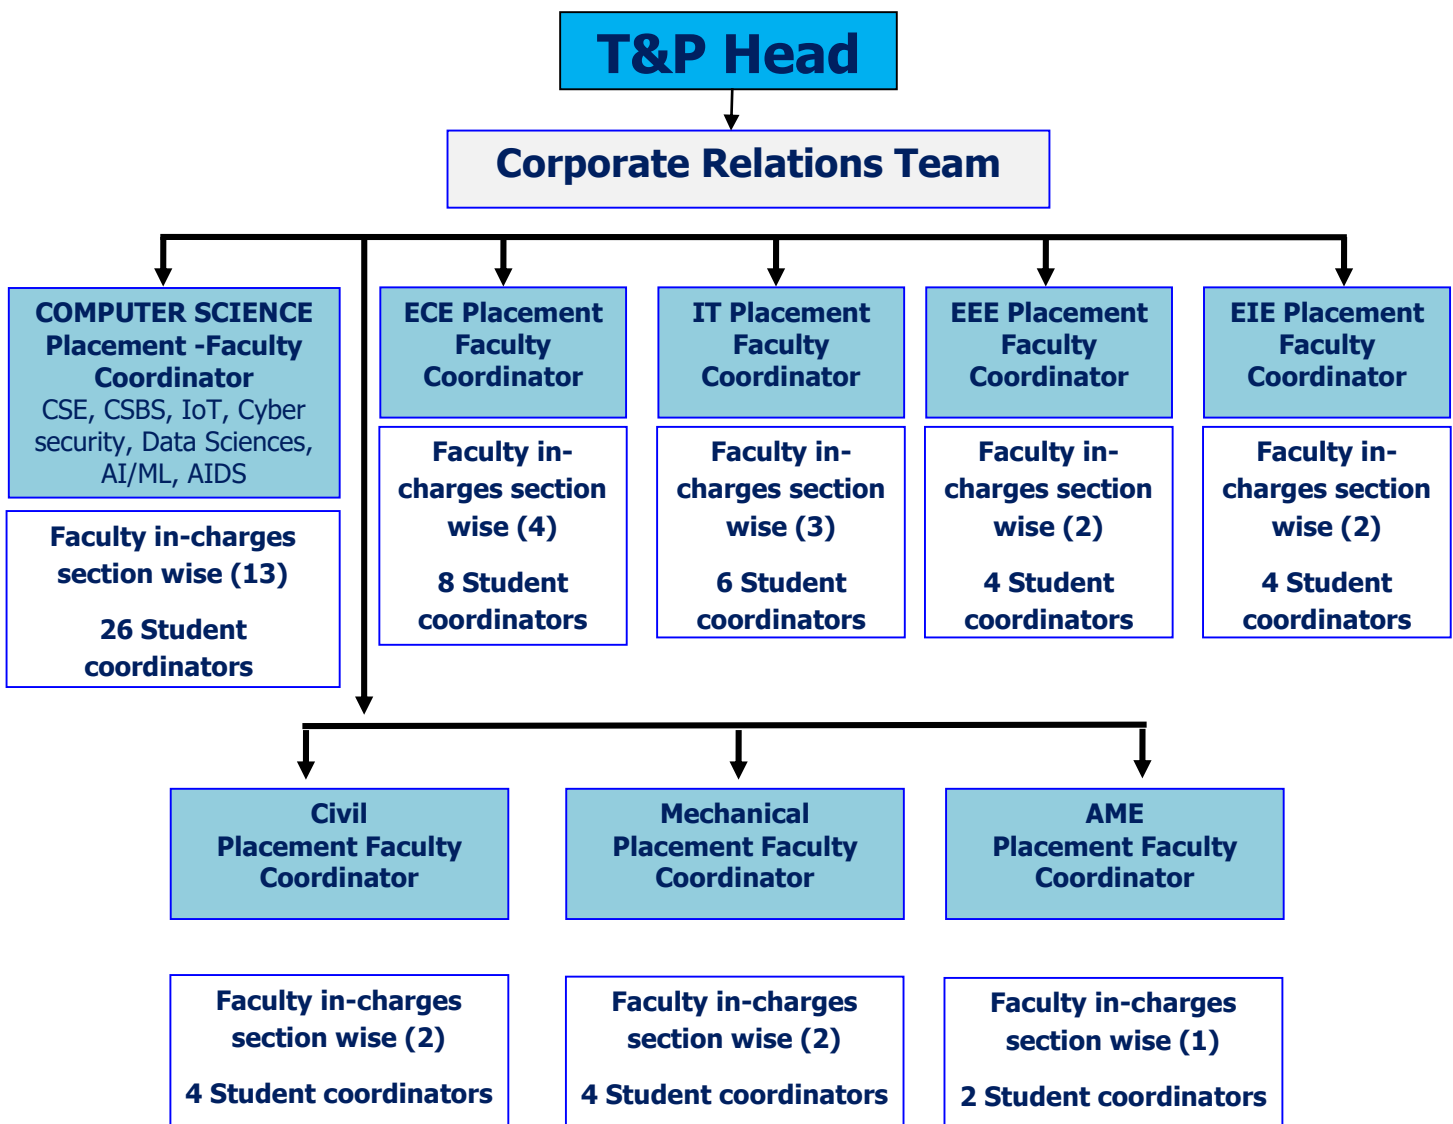 T&P Head
Corporate Relations Team
COMPUTER SCIENCE
Placement -Faculty
Coordinator
CSE, CSBS, IoT, Cyber
security, Data Sciences,
AI/ML, AIDS
Faculty in-charges
section wise (13)
26 Student
coordinators
ECE Placement
Faculty
Coordinator
Faculty in-
charges section
wise (4)
8 Student
coordinators
IT Placement
Faculty
Coordinator
Faculty in-
charges section
wise (3)
6 Student
coordinators
EEE Placement
Faculty
Coordinator
Faculty in-
charges section
wise (2)
4 Student
coordinators
EIE Placement
Faculty
Coordinator
Faculty in-
charges section
wise (2)
4 Student
coordinators
Civil
Placement Faculty
Coordinator
Faculty in-charges
section wise (2)
4 Student coordinators
Mechanical
Placement Faculty
Coordinator
Faculty in-charges
section wise (2)
4 Student coordinators
AME
Placement Faculty
Coordinator
Faculty in-charges
section wise (1)
2 Student coordinators